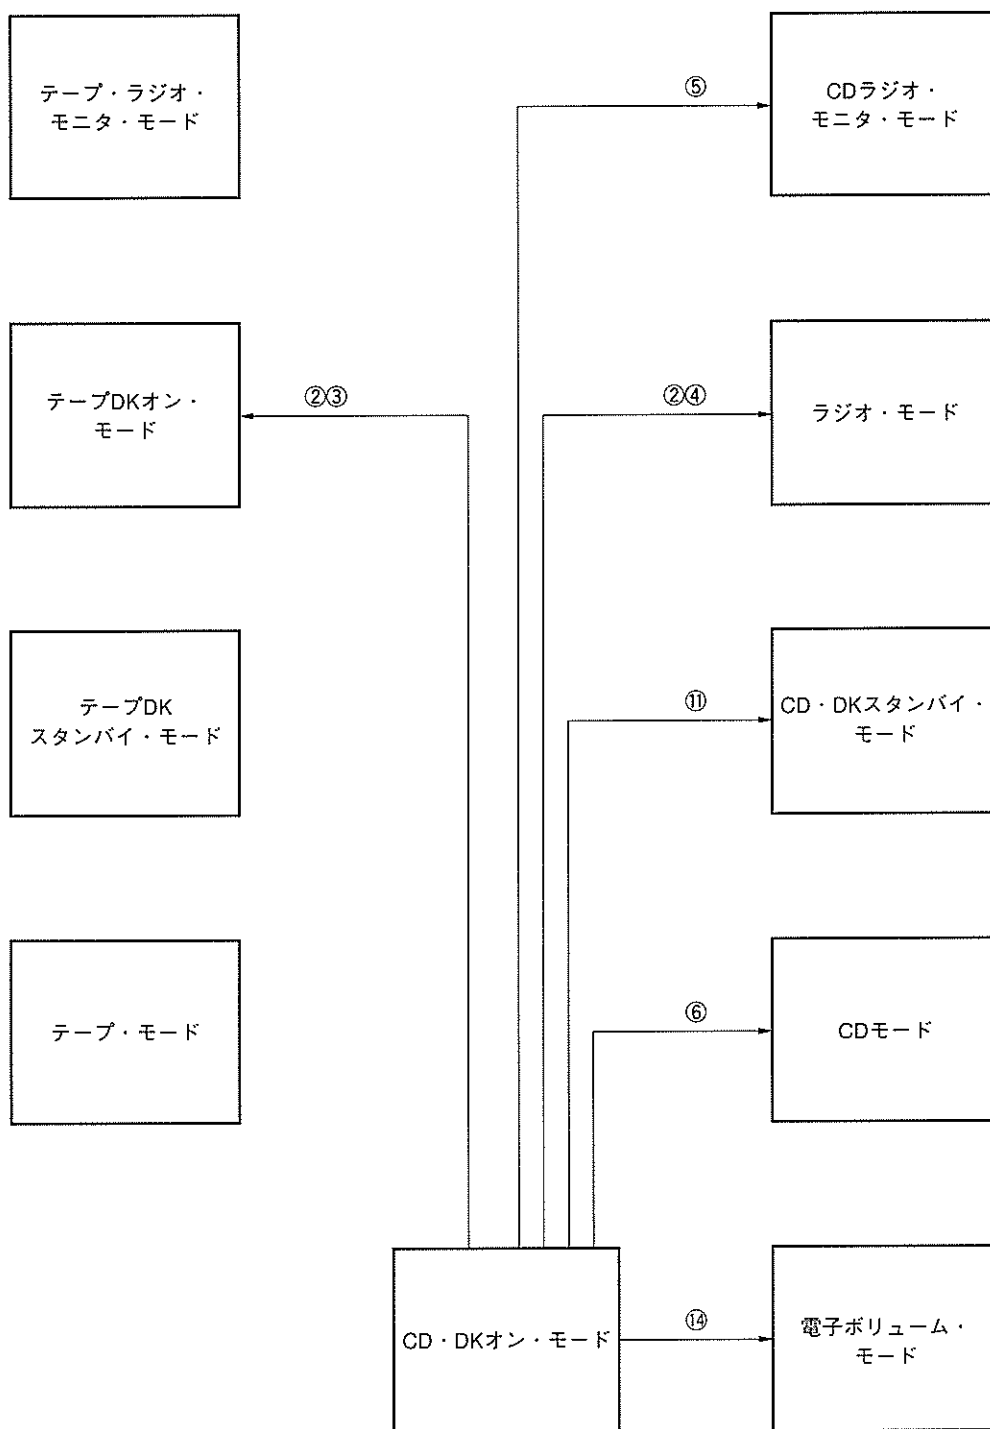 テープ・ラジオ・
モニタ・モード
⑤
CDラジオ・
モニタ・モード
テープDKオン・
モード
②③
②④
ラジオ・モード
テープDK
スタンバイ・モード
⑪
CD・DKスタンバイ・
モード
テープ・モード
⑥
CDモード
CD・DKオン・モード
⑭
電子ボリューム・
モード